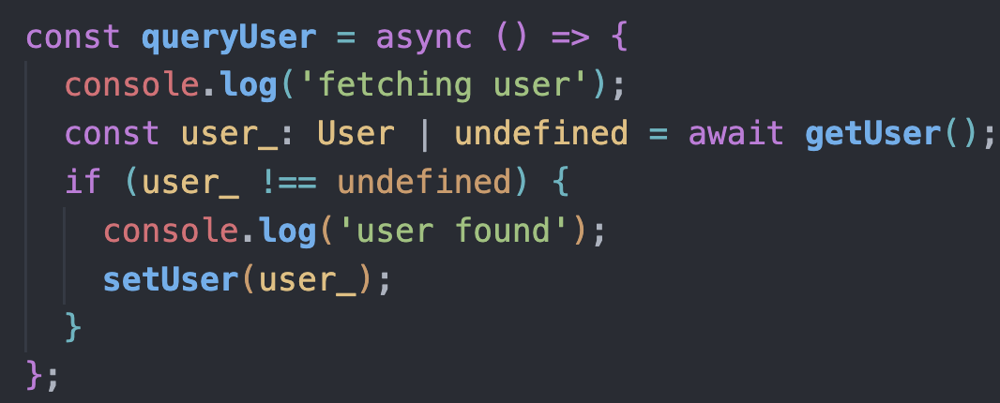 const queryUser = async () => {
  console.log('fetching user');
  const user_: User | undefined = await getUser();
  if (user_ !== undefined) {
    console.log('user found');
    setUser(user_);
  }
};